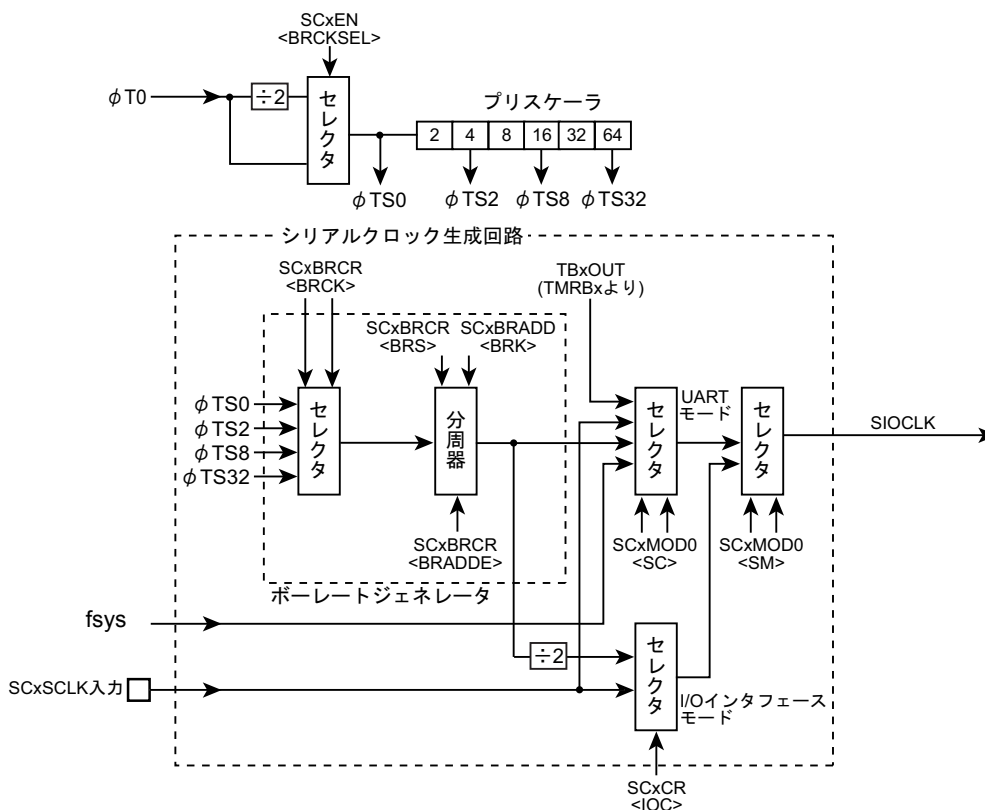 SCxEN
<BRCKSEL>
φT0
÷2
セレクタ
プリスケーラ
2 4 8 16 32 64
φTS0
φTS2
φTS8
φTS32
シリアルクロック生成回路
SCxBRCR
<BRCK>
TBxOUT
(TMRBxより)
SCxBRCR
<BRS>
SCxBRADD
<BRK>
φTS0
φTS2
φTS8
φTS32
セレクタ
分周器
セレクタ
UART
モード
セレクタ
SIOCLK
SCxBRCR
<BRADDE>
SCxMOD0
<SC>
SCxMOD0
<SM>
ボーレートジェネレータ
fsys
÷2
セレクタ
SCxSCLK入力
I/Oインタフェース
モード
SCxCR
<IOC>